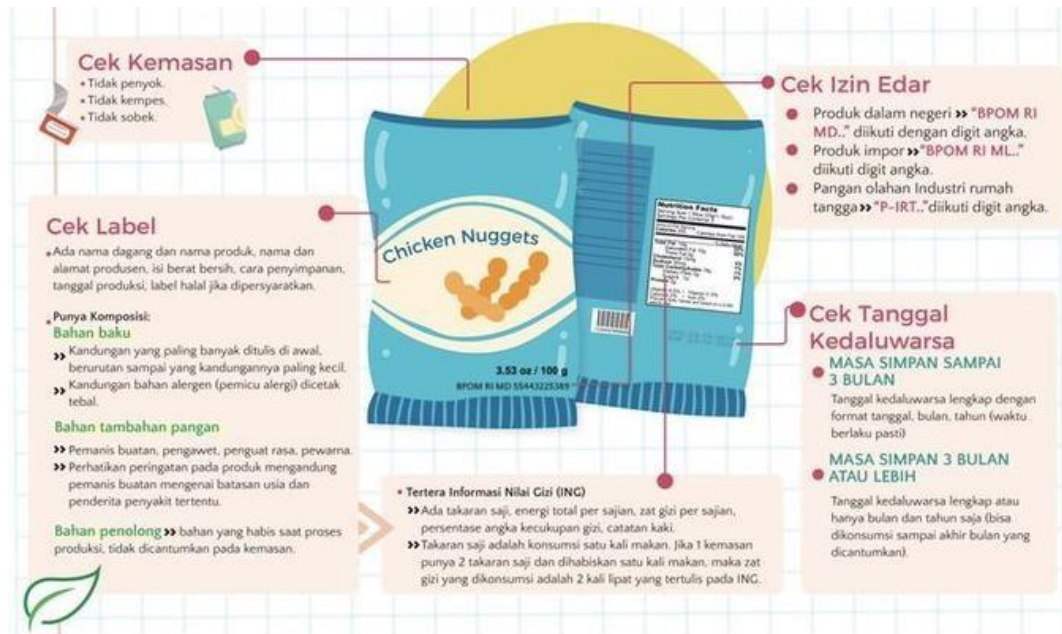 Cek Kemasan
• Tidak penyok.
• Tidak kempes.
• Tidak sobek.
Cek Izin Edar
Produk dalam negeri >> "BPOM RI
MD.." diikuti dengan digit angka.
Produk impor >> "BPOM RI ML.."
diikuti digit angka.
Pangan olahan Industri rumah
tangga >> "P-IRT.." diikuti digit angka.
Cek Label
• Ada nama dagang dan nama produk, nama dan
alamat produsen, isi berat bersih, cara penyimpanan,
tanggal produksi, label halal jika dipersyaratkan.
• Punya Komposisi:
Bahan baku
>> Kandungan yang paling banyak ditulis di awal,
berurutan sampai yang kandungannya paling kecil.
>> Kandungan bahan alergen (pemicu alergi) dicetak
tebal.
Bahan tambahan pangan
>> Pemanis buatan, pengawet, penguat rasa, pewarna.
>> Perhatikan peringatan pada produk mengandung
pemanis buatan mengenai batasan usia dan
penderita penyakit tertentu.
Bahan penolong >> bahan yang habis saat proses
produksi, tidak dicantumkan pada kemasan.
Chicken Nuggets
3.53 oz / 100 g
BPOM RI MD 55443225389
Nutrition Facts
• Tertera Informasi Nilai Gizi (ING)
>> Ada takaran saji, energi total per sajian, zat gizi per sajian,
persentase angka kecukupan gizi, catatan kaki.
>> Takaran saji adalah konsumsi satu kali makan. Jika 1 kemasan
punya 2 takaran saji dan dihabiskan satu kali makan, maka zat
gizi yang dikonsumsi adalah 2 kali lipat yang tertulis pada ING.
Cek Tanggal
Kedaluwarsa
MASA SIMPAN SAMPAI
3 BULAN
Tanggal kedaluwarsa lengkap dengan
format tanggal, bulan, tahun (waktu
berlaku pasti)
MASA SIMPAN 3 BULAN
ATAU LEBIH
Tanggal kedaluwarsa lengkap atau
hanya bulan dan tahun saja (bisa
dikonsumsi sampai akhir bulan yang
dicantumkan).